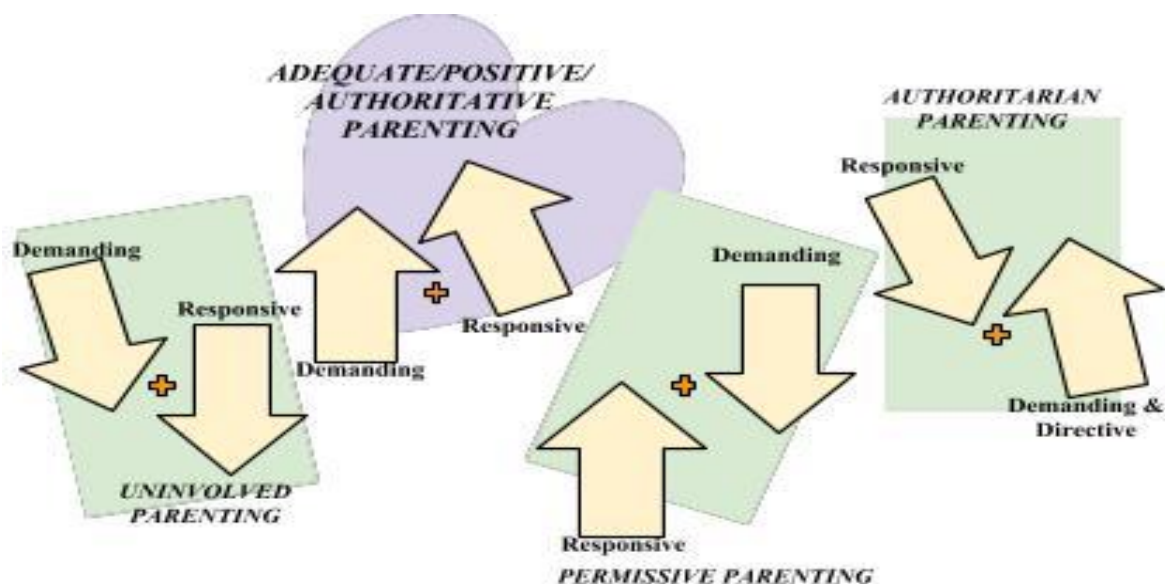 ADEQUATE/POSITIVE/
AUTHORITATIVE
PARENTING
AUTHORITARIAN
PARENTING
Responsive
Demanding
Responsive
Demanding
Responsive
Demanding
Demanding &
Directive
UNINVOLVED
PARENTING
Responsive
PERMISSIVE PARENTING